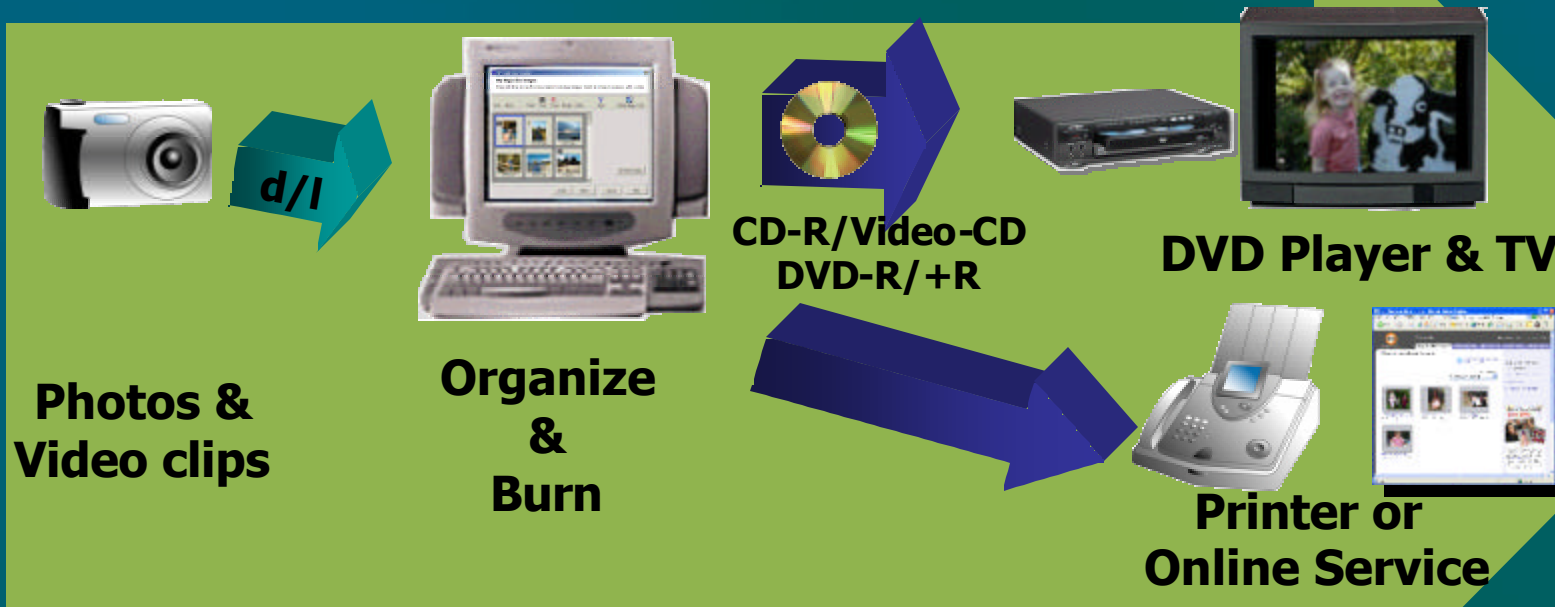 d/l
CD-R/Video-CD
DVD-R/+R
DVD Player & TV
Photos &
Video clips
Organize
&
Burn
Printer or
Online Service